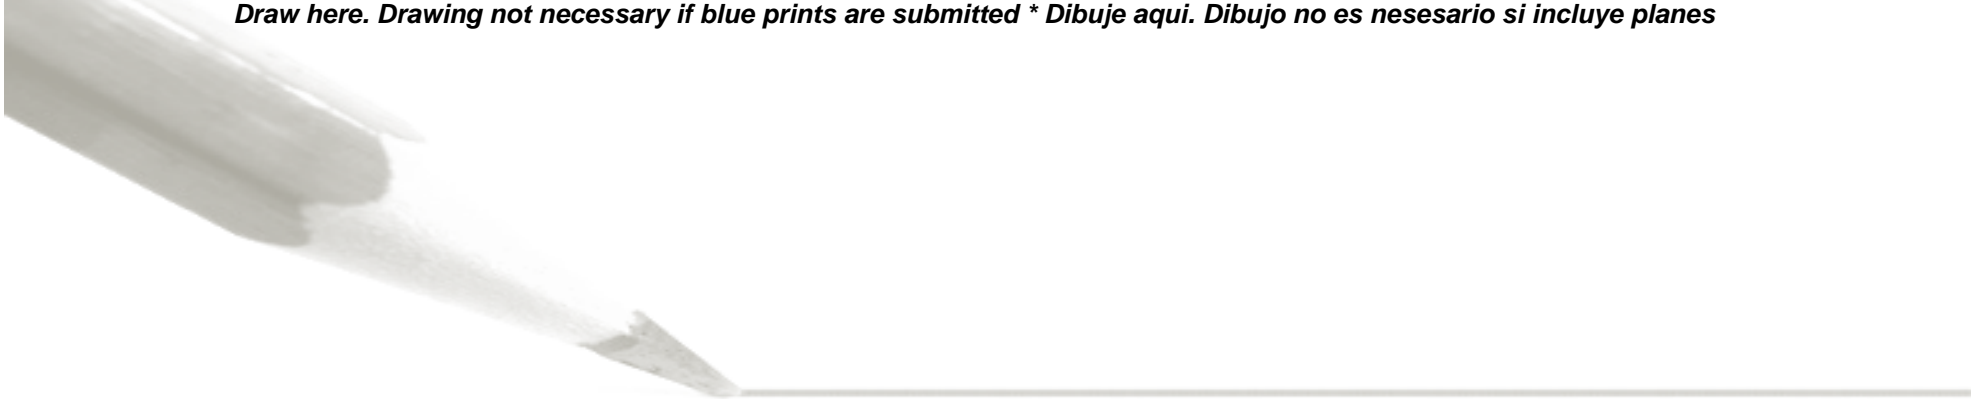 Draw here. Drawing not necessary if blue prints are submitted * Dibuje aqui. Dibujo no es nesesario si incluye planes